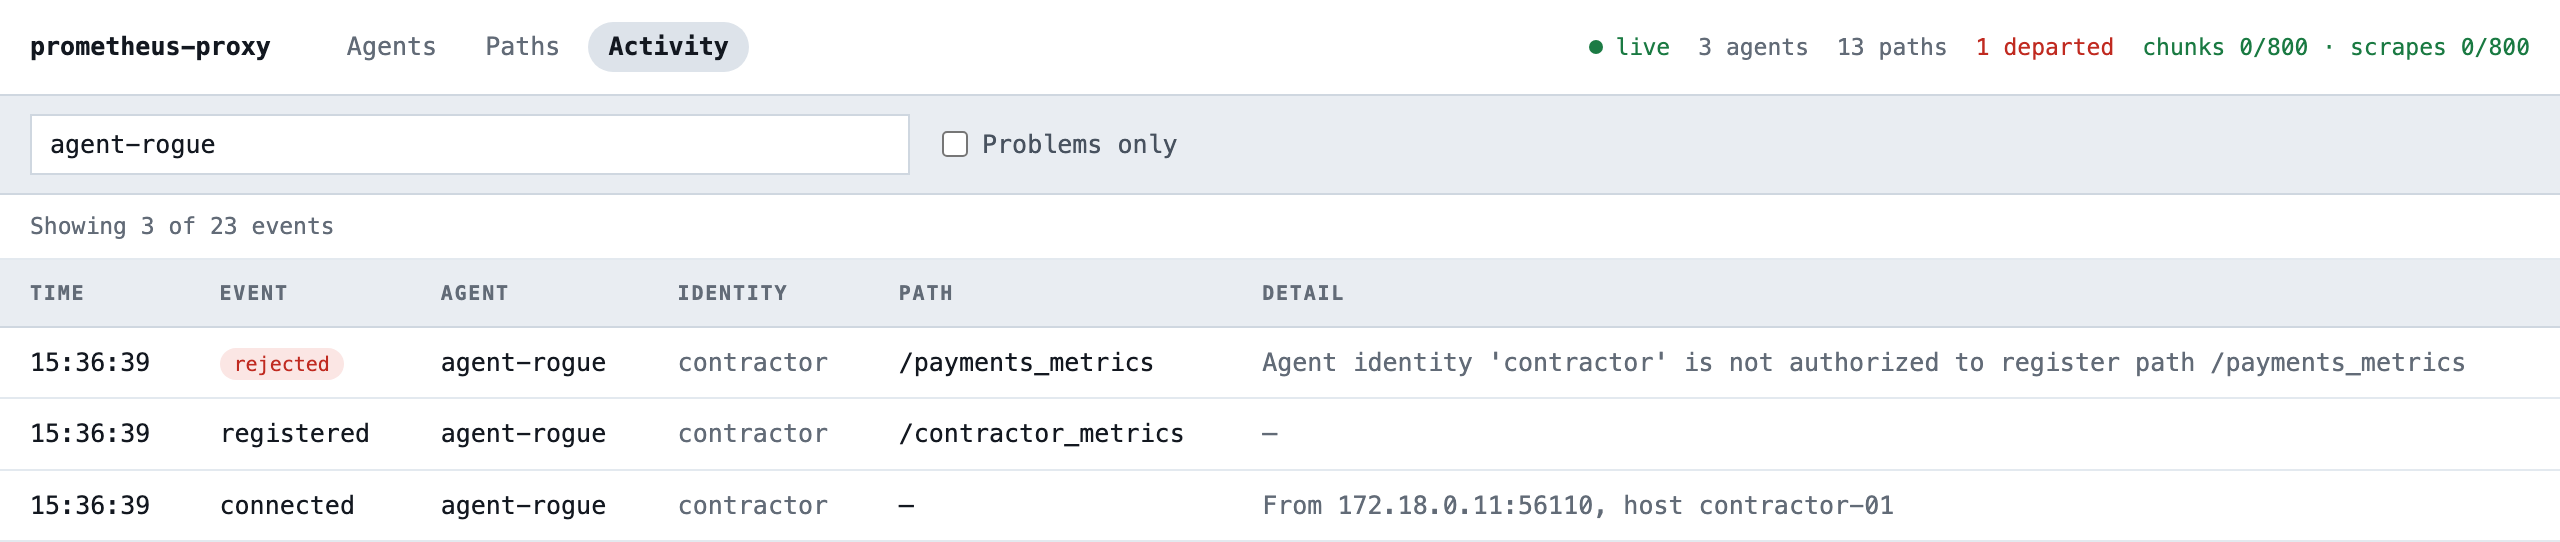 prometheus-proxy Agents Paths Activity ● live 3 agents 13 paths 1 departed chunks 0/800 · scrapes 0/800
agent-rogue Problems only
Showing 3 of 23 events
TIME EVENT AGENT IDENTITY PATH DETAIL
15:36:39 rejected agent-rogue contractor /payments_metrics Agent identity 'contractor' is not authorized to register path /payments_metrics
15:36:39 registered agent-rogue contractor /contractor_metrics —
15:36:39 connected agent-rogue contractor — From 172.18.0.11:56110, host contractor-01